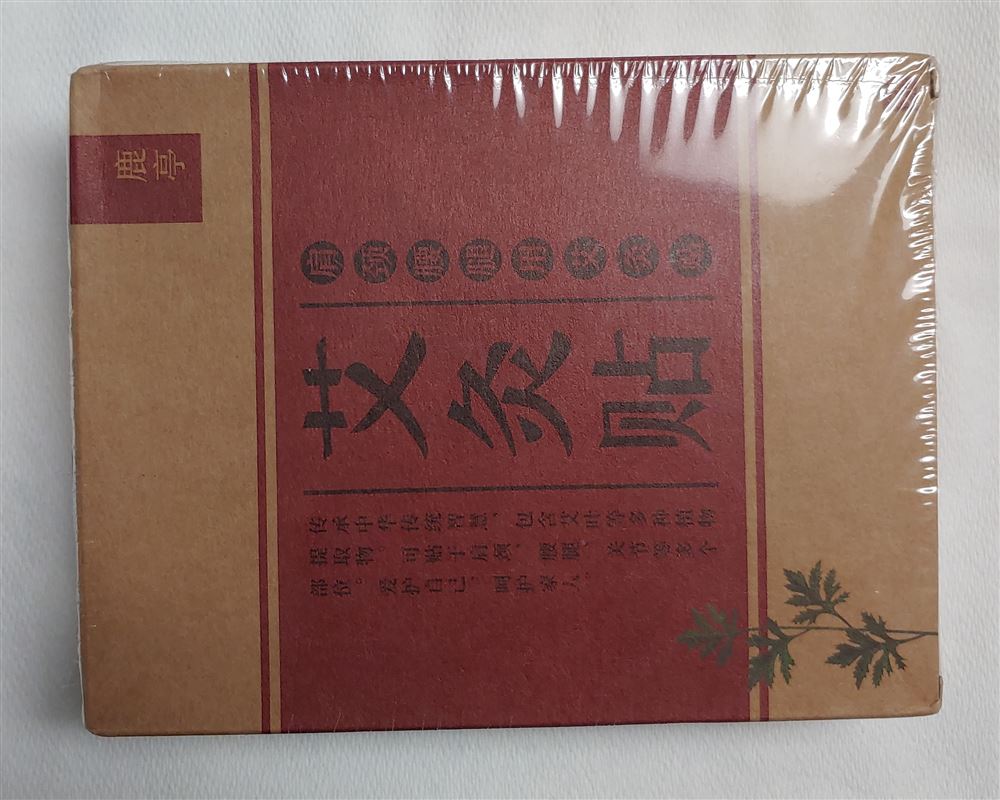 鹿亭
肩颈腰腿
艾灸贴
传承中华传统智慧、包含艾叶等多种植物
提取物。可贴于肩颈、腰腿、关节等多个
部位。爱护自己、呵护家人